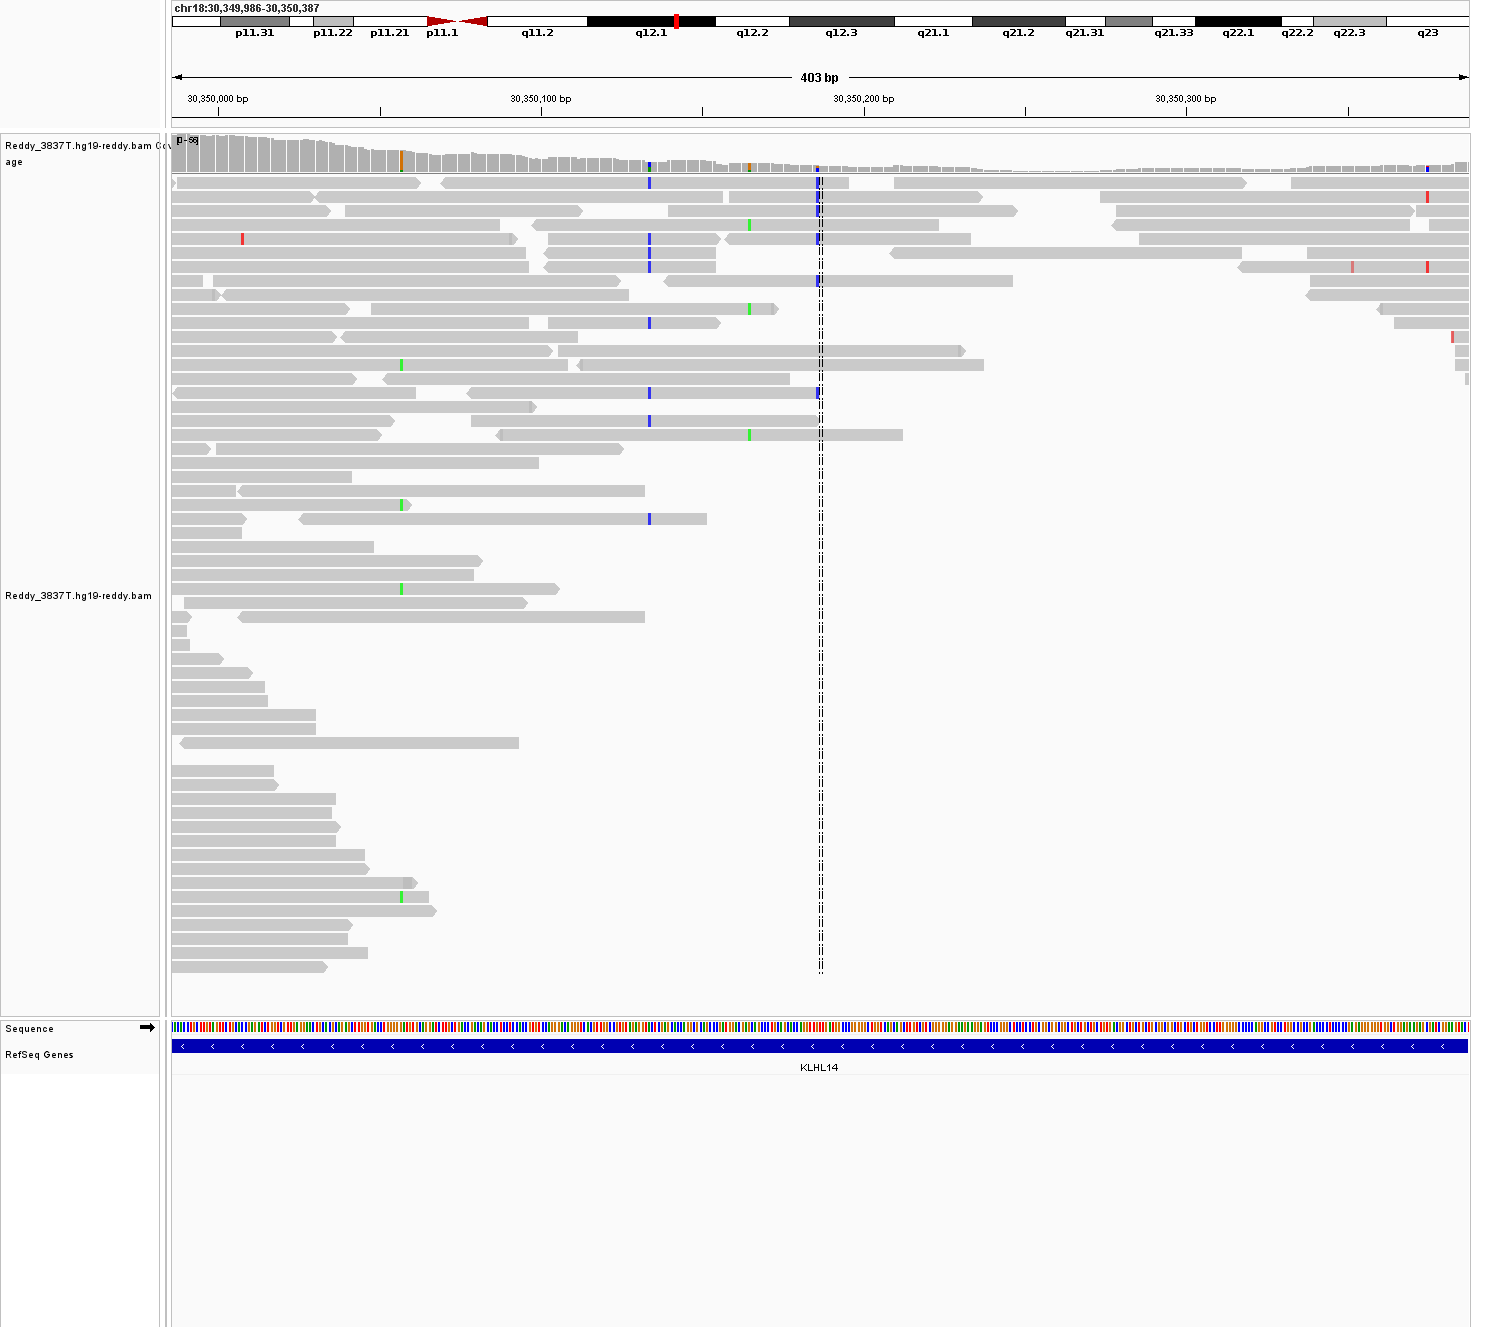 chr18:30,349,986-30,350,387
p11.31 p11.22 p11.21 p11.1 q11.2 q12.1 q12.2 q12.3 q21.1 q21.2 q21.31 q21.33 q22.1 q22.2 q22.3 q23
403 bp
30,350,000 bp 30,350,100 bp 30,350,200 bp 30,350,300 bp
Reddy_3837T.hg19-reddy.bam Cov
age
Reddy_3837T.hg19-reddy.bam
Sequence
RefSeq Genes
KLHL14